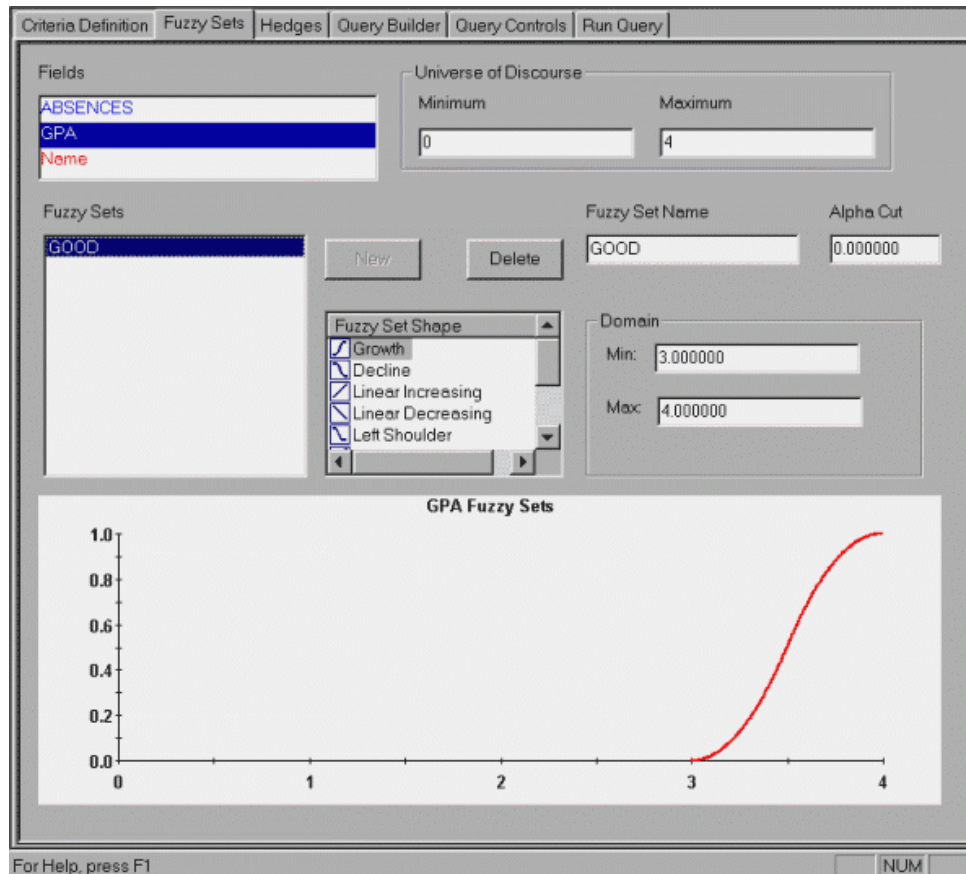 Criteria Definition Fuzzy Sets Hedges Query Builder Query Controls Run Query
Fields
Universe of Discourse
ABSENCES
GPA
Name
Minimum
Maximum
0
4
Fuzzy Sets
Fuzzy Set Name
Alpha Cut
GOOD
New
Delete
GOOD
0.000000
Fuzzy Set Shape
Growth
Decline
Linear Increasing
Linear Decreasing
Left Shoulder
Domain
Min: 3.000000
Max: 4.000000
GPA Fuzzy Sets
1.0
0.8
0.6
0.4
0.2
0.0
0 1 2 3 4
For Help, press F1
NUM